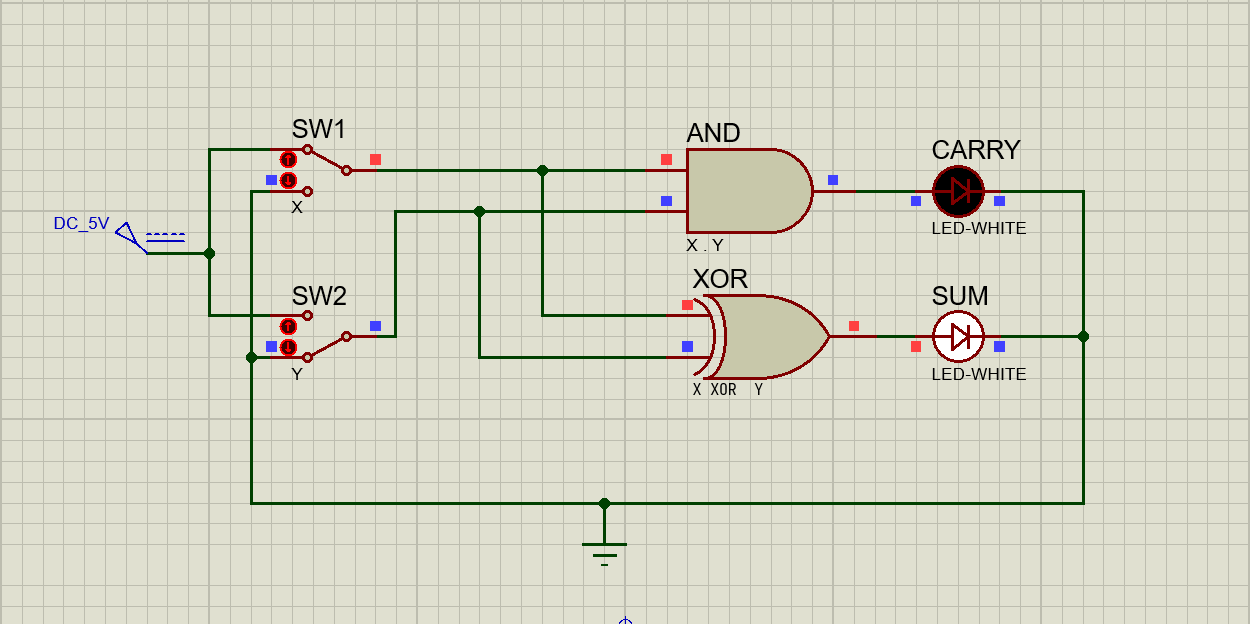 SW1
AND
CARRY
X
DC_5V
LED-WHITE
X . Y
XOR
SW2
SUM
Y
LED-WHITE
X XOR Y